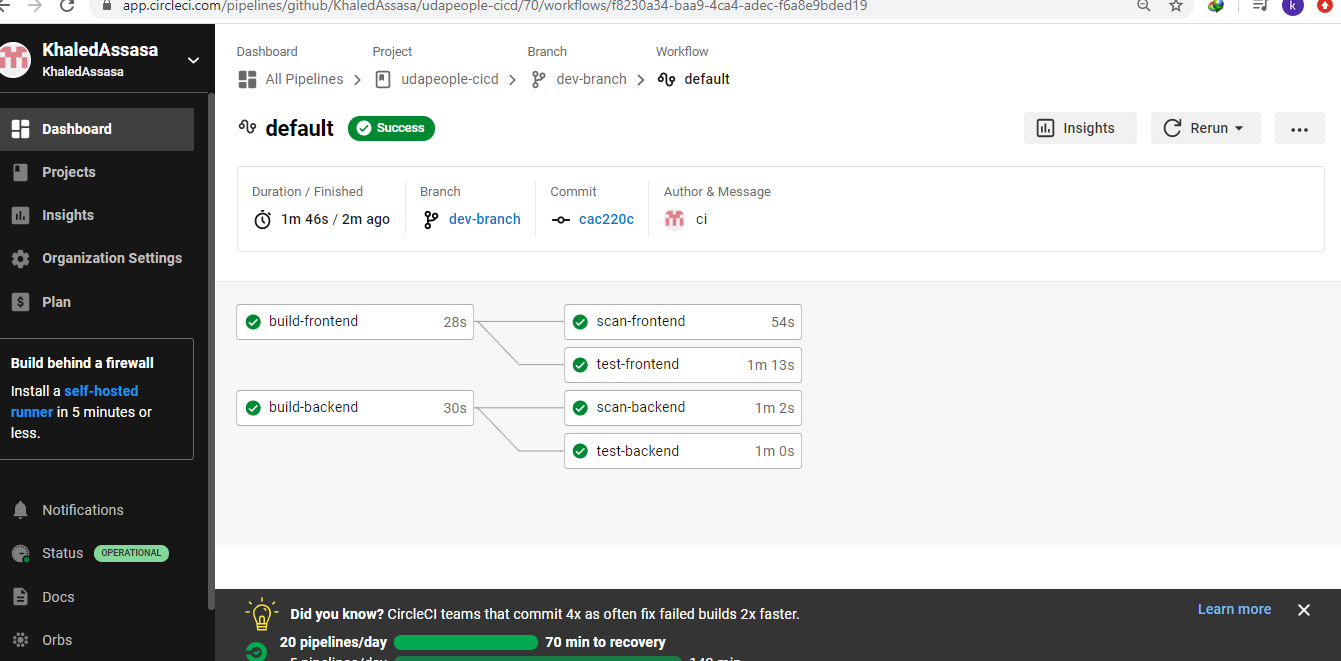 app.circleci.com/pipelines/github/KhaledAssasa/udapeople-cicd/70/workflows/f8230a34-baa9-4ca4-adec-f6a8e9bded19
k
KhaledAssasa
KhaledAssasa
Dashboard
Projects
Insights
Organization Settings
Plan
Build behind a firewall
Install a self-hosted
runner in 5 minutes or
less.
Notifications
Status OPERATIONAL
Docs
Orbs
Dashboard Project Branch Workflow
All Pipelines udapeople-cicd dev-branch default
default Success Insights Rerun
Duration / Finished Branch Commit Author & Message
1m 46s / 2m ago dev-branch cac220c ci
build-frontend 28s scan-frontend 54s
test-frontend 1m 13s
build-backend 30s scan-backend 1m 2s
test-backend 1m 0s
Did you know? CircleCI teams that commit 4x as often fix failed builds 2x faster. Learn more
20 pipelines/day 70 min to recovery
5 pipelines/day